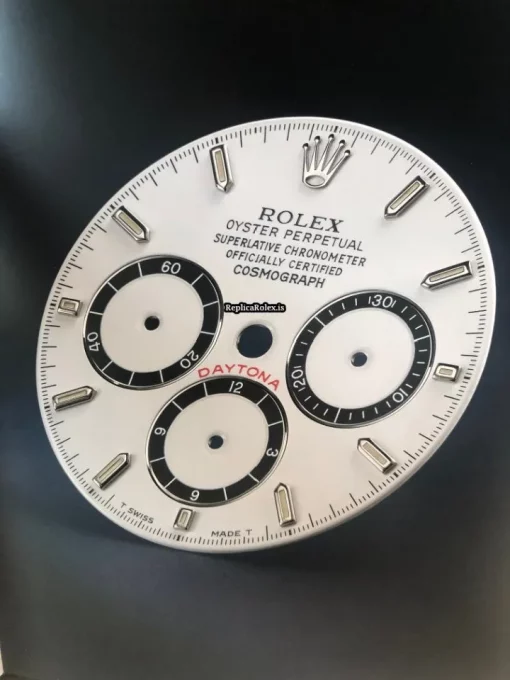 ROLEX
OYSTER PERPETUAL
SUPERLATIVE CHRONOMETER
OFFICIALLY CERTIFIED
COSMOGRAPH
ReplicaRolex.is
60
20
40
30
20
DAYTONA
12
3
6
9
T SWISS
MADE T